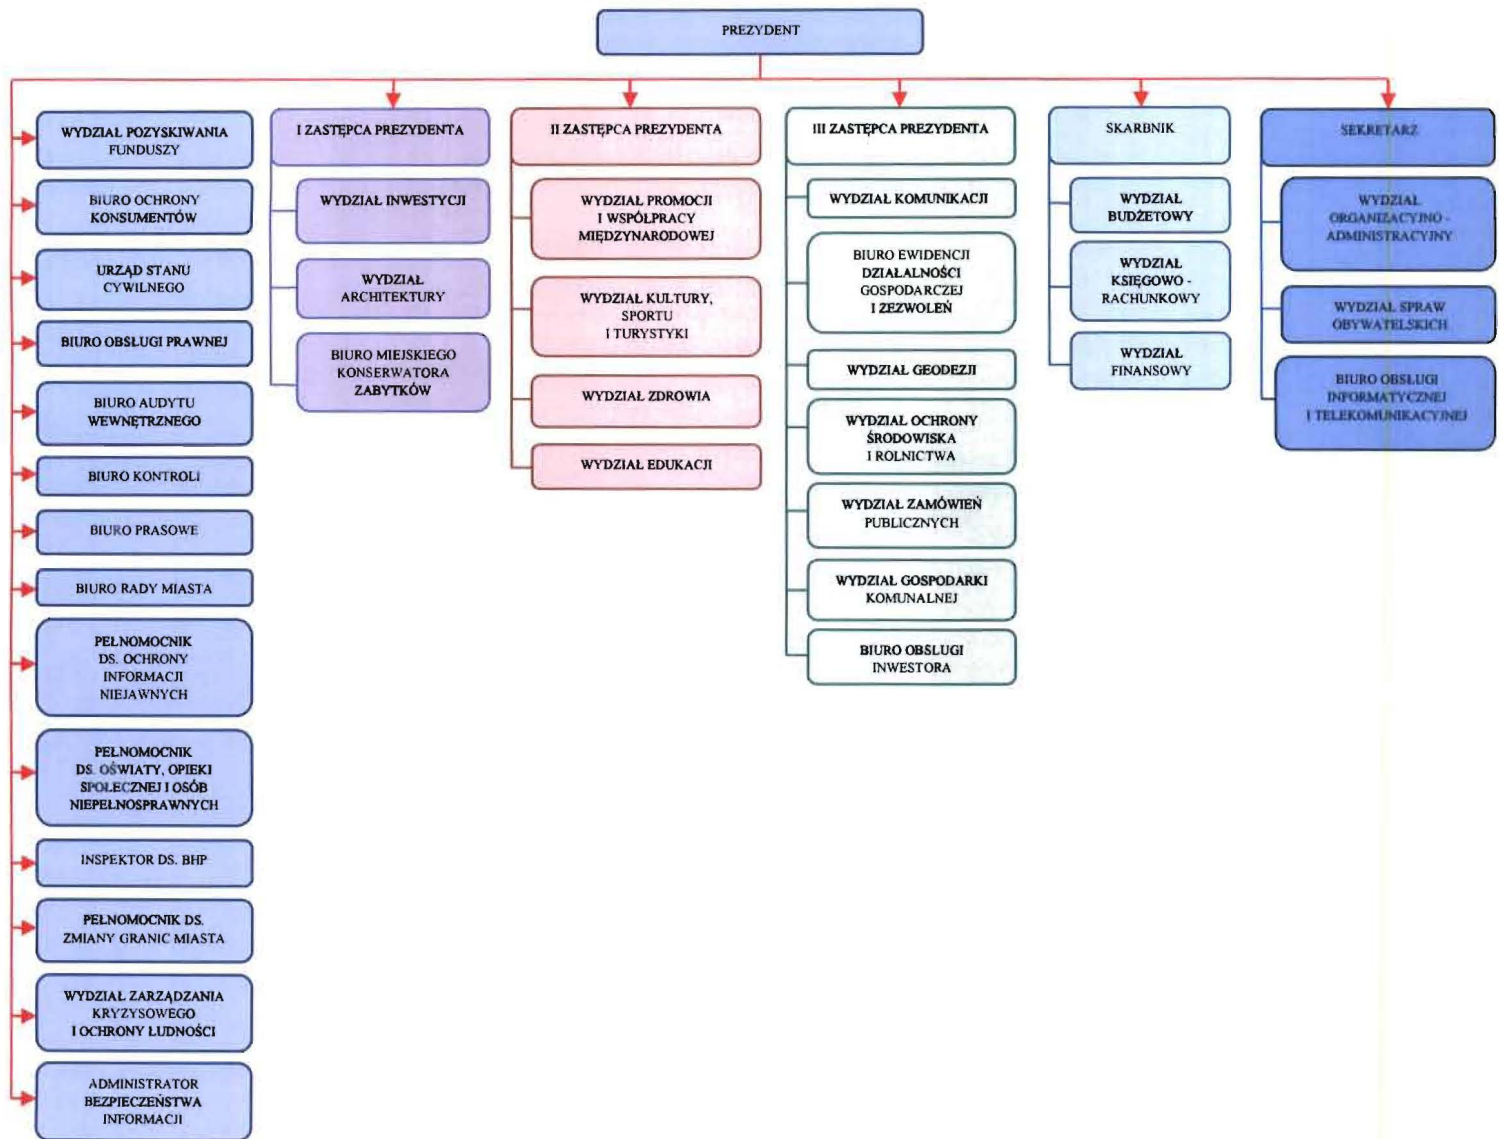 PREZYDENT
WYDZIAŁ POZYSKIWANIA
FUNDUSZY
BIURO OCHRONY
KONSUMENTÓW
URZĄD STANU
CYWILNEGO
BIURO OBSŁUGI PRAWNEJ
BIURO AUDYTU
WEWNĘTRZNEGO
BIURO KONTROLI
BIURO PRASOWE
BIURO RADY MIASTA
PEŁNOMOCNIK
DS. OCHRONY
INFORMACJI
NIEJAWNYCH
PEŁNOMOCNIK
DS. OŚWIATY, OPIEKI
SPOŁECZNEJ I OSÓB
NIEPEŁNOSPRAWNYCH
INSPEKTOR DS. BHP
PEŁNOMOCNIK DS.
ZMIANY GRANIC MIASTA
WYDZIAŁ ZARZĄDZANIA
KRYZYSOWEGO
I OCHRONY LUDNOŚCI
ADMINISTRATOR
BEZPIECZEŃSTWA
INFORMACJI
I ZASTĘPCA PREZYDENTA
WYDZIAŁ INWESTYCJI
WYDZIAŁ
ARCHITEKTURY
BIURO MIEJSKIEGO
KONSERWATORA
ZABYTKÓW
II ZASTĘPCA PREZYDENTA
WYDZIAŁ PROMOCJI
I WSPÓŁPRACY
MIĘDZYNARODOWEJ
WYDZIAŁ KULTURY,
SPORTU
I TURYSTYKI
WYDZIAŁ ZDROWIA
WYDZIAŁ EDUKACJI
III ZASTĘPCA PREZYDENTA
WYDZIAŁ KOMUNIKACJI
BIURO EWIDENCJI
DZIAŁALNOŚCI
GOSPODARCZEJ
I ZEZWOLEŃ
WYDZIAŁ GEODEZJI
WYDZIAŁ OCHRONY
ŚRODOWISKA
I ROLNICTWA
WYDZIAŁ ZAMÓWIEŃ
PUBLICZNYCH
WYDZIAŁ GOSPODARKI
KOMUNALNEJ
BIURO OBSŁUGI
INWESTORA
SKARBNIK
WYDZIAŁ
BUDŻETOWY
WYDZIAŁ
KSIĘGOWO -
RACHUNKOWY
WYDZIAŁ
FINANSOWY
SEKRETARZ
WYDZIAŁ
ORGANIZACYJNO -
ADMINISTRACYJNY
WYDZIAŁ SPRAW
OBYWATELSKICH
BIURO OBSŁUGI
INFORMATYCZNEJ
I TELEKOMUNIKACYJNEJ